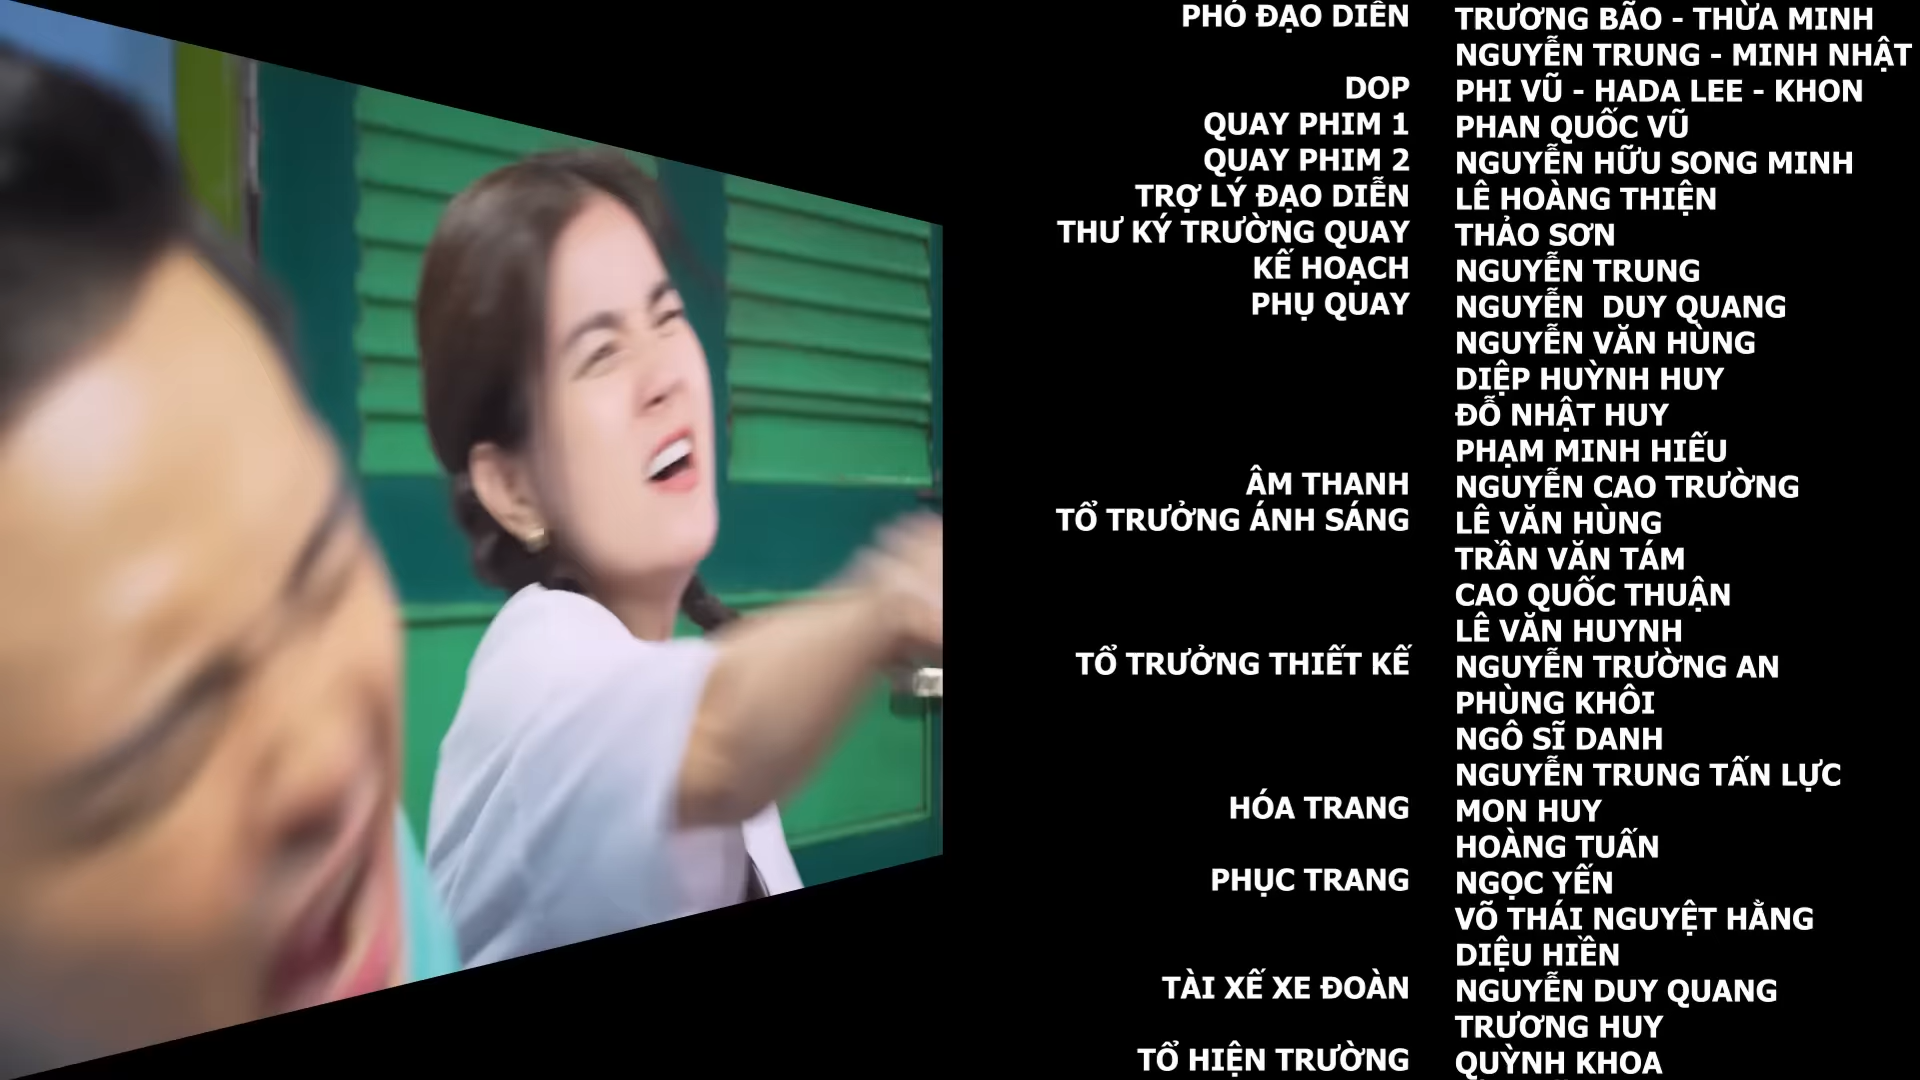 PHÓ ĐẠO DIỄN TRƯƠNG BÃO - THỪA MINH
NGUYỄN TRUNG - MINH NHẬT
DOP PHI VŨ - HADA LEE - KHON
QUAY PHIM 1 PHAN QUỐC VŨ
QUAY PHIM 2 NGUYỄN HỮU SONG MINH
TRỢ LÝ ĐẠO DIỄN LÊ HOÀNG THIỆN
THƯ KÝ TRƯỜNG QUAY THẢO SƠN
KẾ HOẠCH NGUYỄN TRUNG
PHỤ QUAY NGUYỄN DUY QUANG
NGUYỄN VĂN HÙNG
DIỆP HUỲNH HUY
ĐỖ NHẬT HUY
PHẠM MINH HIẾU
ÂM THANH NGUYỄN CAO TRƯỜNG
TỔ TRƯỞNG ÁNH SÁNG LÊ VĂN HÙNG
TRẦN VĂN TÁM
CAO QUỐC THUẬN
LÊ VĂN HUYNH
TỔ TRƯỞNG THIẾT KẾ NGUYỄN TRƯỜNG AN
PHÙNG KHÔI
NGÔ SĨ DANH
NGUYỄN TRUNG TẤN LỰC
HÓA TRANG MON HUY
HOÀNG TUẤN
PHỤC TRANG NGỌC YẾN
VÕ THÁI NGUYỆT HẰNG
DIỆU HIỀN
TÀI XẾ XE ĐOÀN NGUYỄN DUY QUANG
TRƯƠNG HUY
TỔ HIỆN TRƯỜNG QUỲNH KHOA